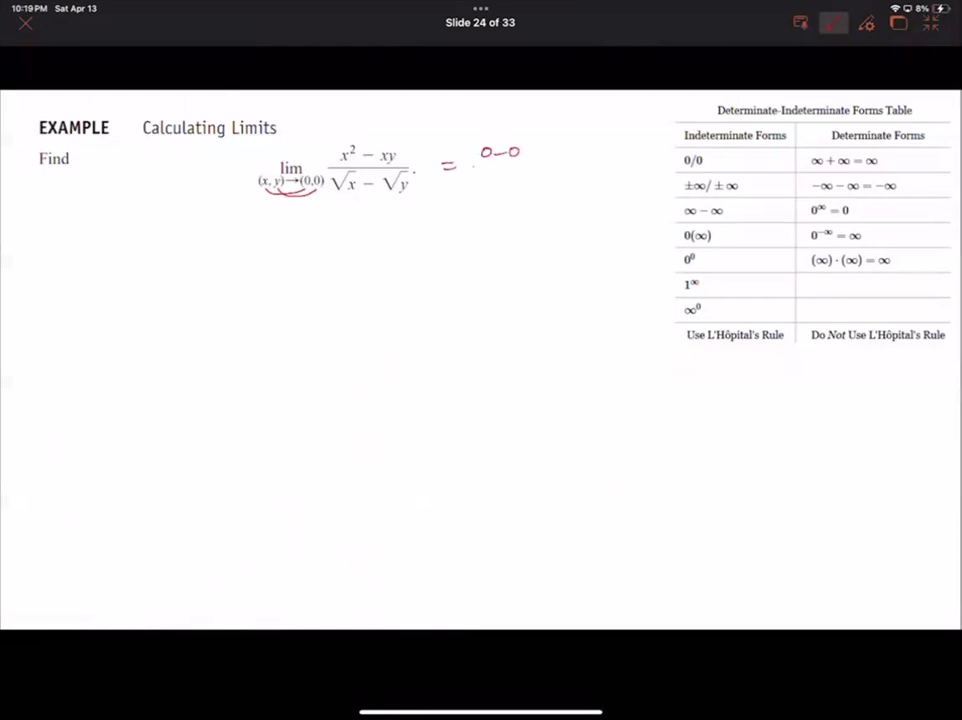 10:19 PM Sat Apr 13
8%
Slide 24 of 33
EXAMPLE Calculating Limits
Find
lim (x, y)→(0,0) x² − xy / √x − √y . = 0−0
Determinate-Indeterminate Forms Table
Indeterminate Forms Determinate Forms
0/0 ∞ + ∞ = ∞
±∞/ ± ∞ −∞ − ∞ = −∞
∞ − ∞ 0^∞ = 0
0(∞) 0^−∞ = ∞
0⁰ (∞) · (∞) = ∞
1^∞
∞⁰
Use L'Hôpital's Rule Do Not Use L'Hôpital's Rule